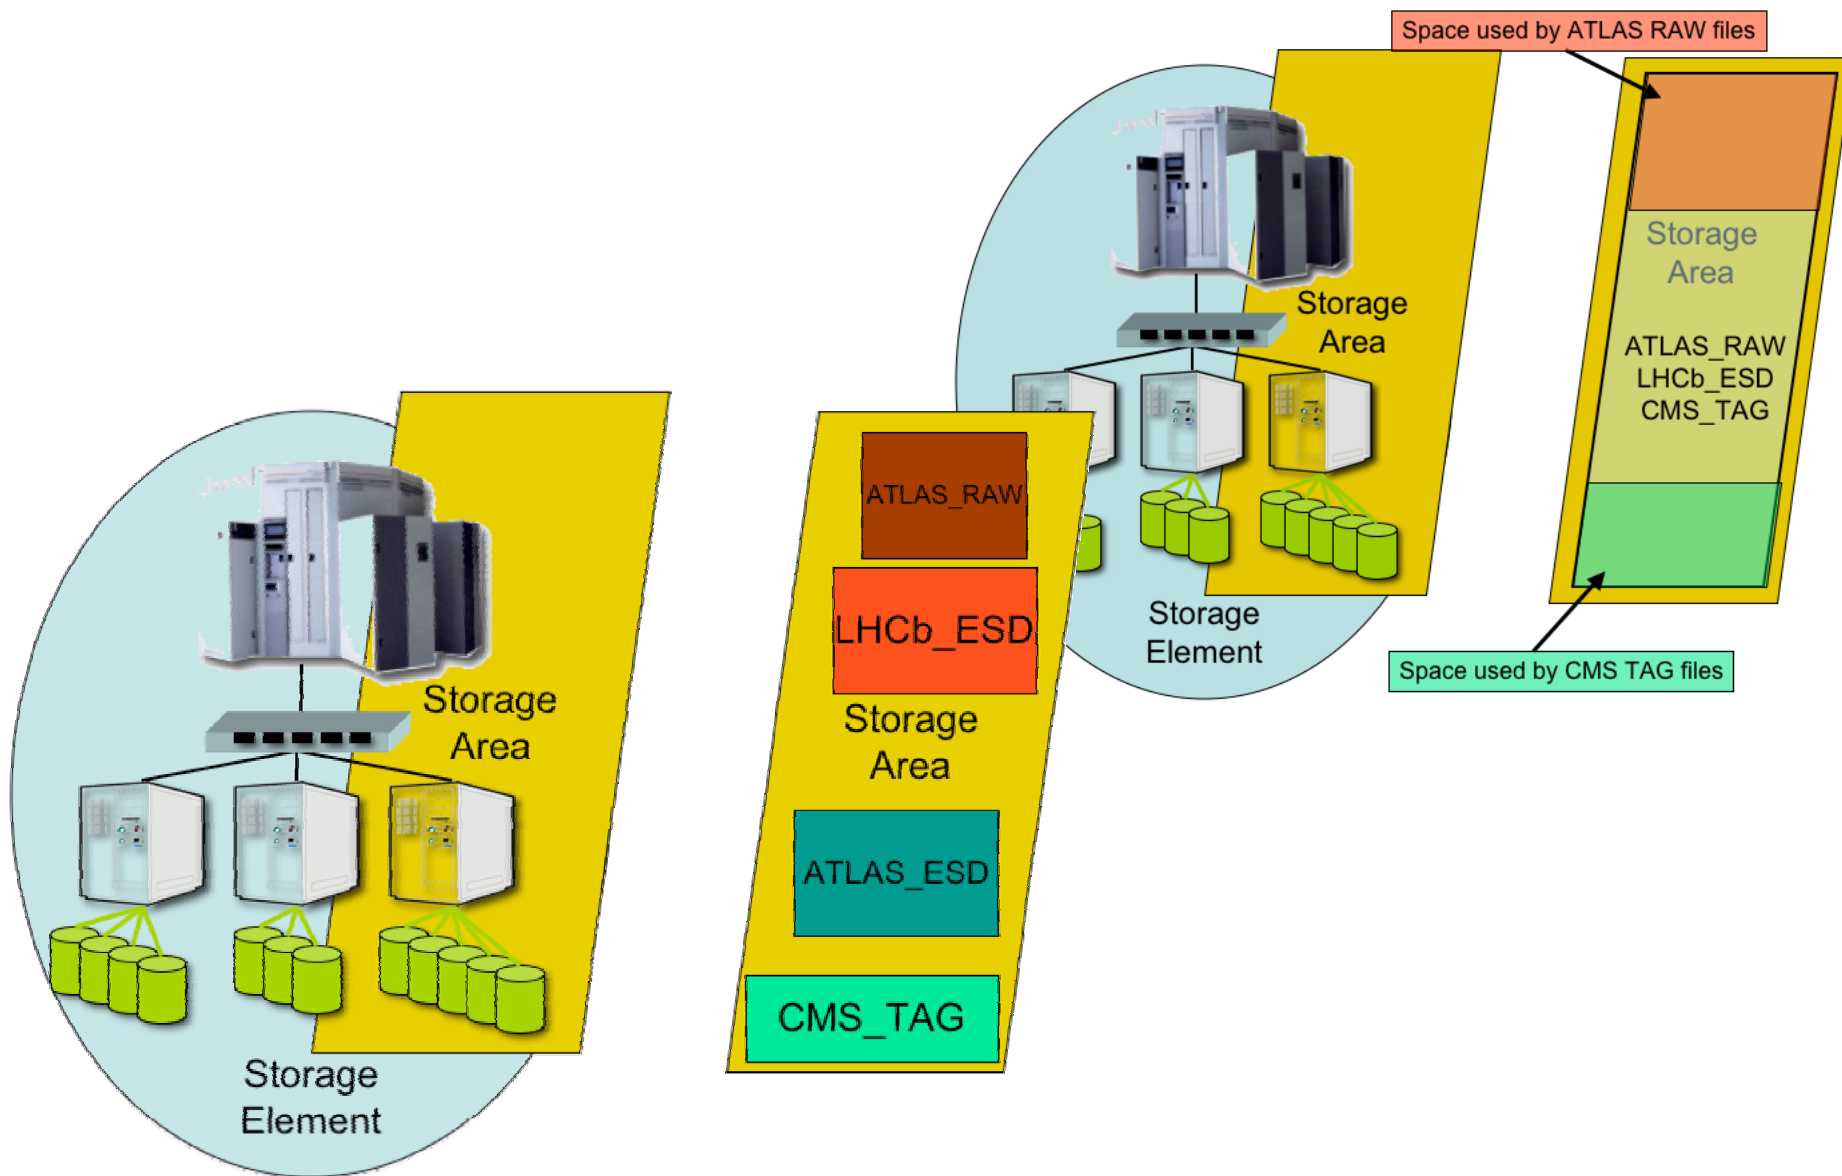 Space used by ATLAS RAW files
Storage
Area
Storage
Area
ATLAS_RAW
LHCb_ESD
CMS_TAG
Storage
Element
Space used by CMS TAG files
ATLAS_RAW
LHCb_ESD
Storage
Area
ATLAS_ESD
CMS_TAG
Storage
Area
Storage
Element